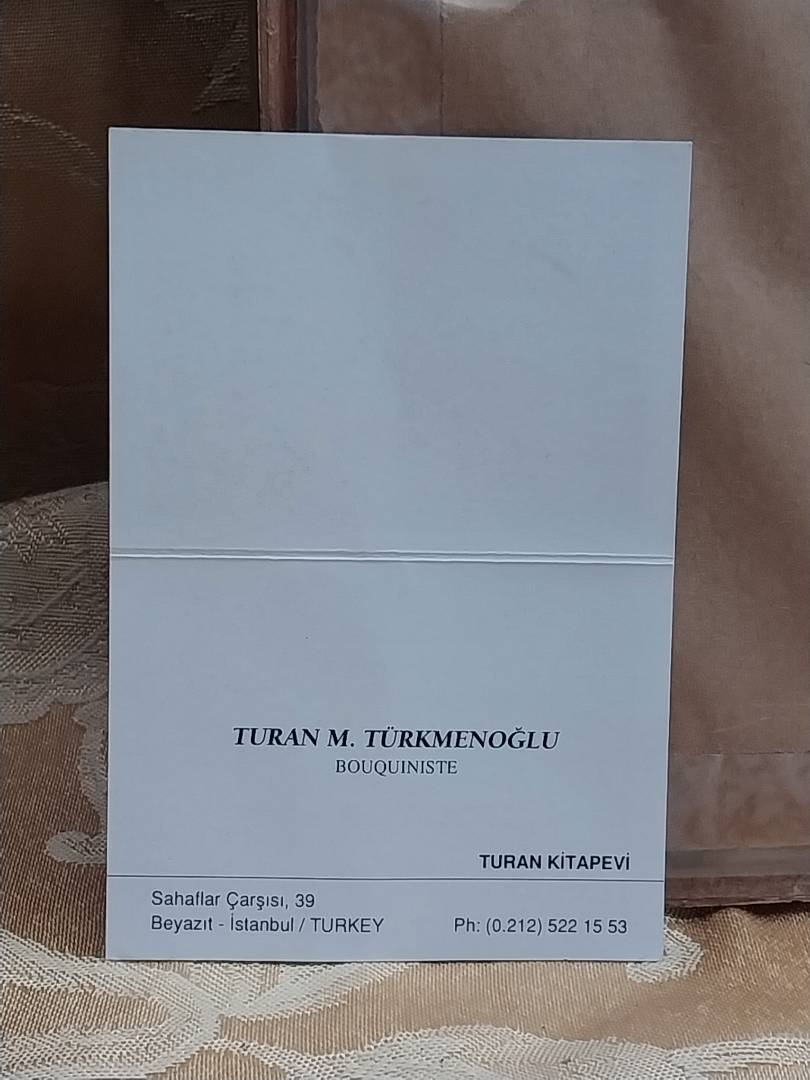 TURAN M. TÜRKMENOĞLU
BOUQUINISTE
TURAN KİTAPEVİ
Sahaflar Çarşısı, 39
Beyazıt - İstanbul / TURKEY
Ph: (0.212) 522 15 53